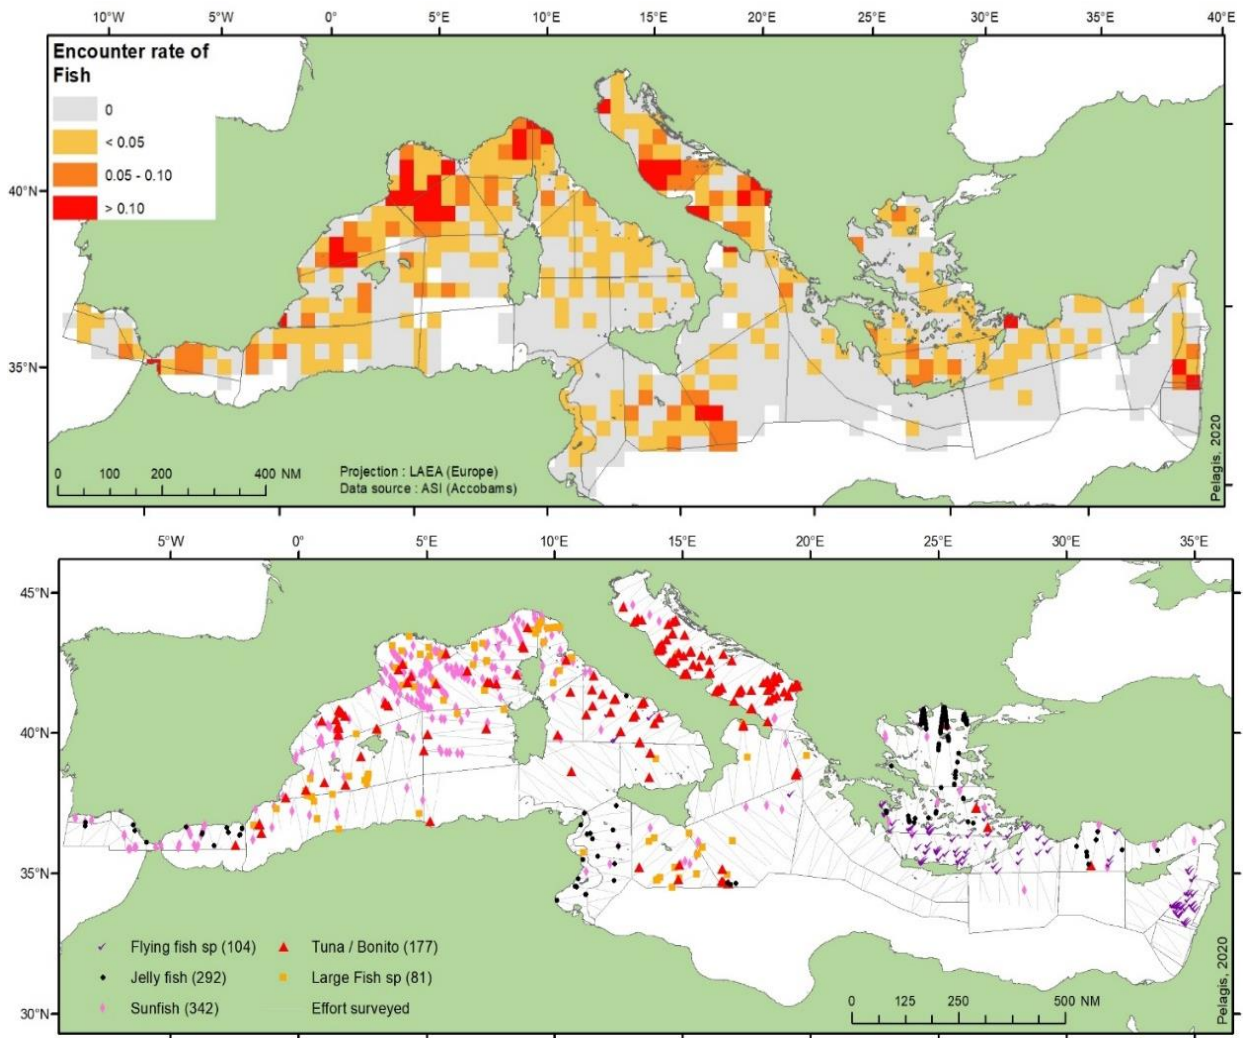 10°W 5°W 0° 5°E 10°E 15°E 20°E 25°E 30°E 35°E 40°E
Encounter rate of
Fish
0
< 0.05
0.05 - 0.10
> 0.10
40°N
35°N
0 100 200 400 NM
Projection : LAEA (Europe)
Data source : ASI (Accobams)
Pelagis, 2020
5°W 0° 5°E 10°E 15°E 20°E 25°E 30°E 35°E
45°N
40°N
35°N
30°N
Flying fish sp (104) Tuna / Bonito (177)
Jelly fish (292) Large Fish sp (81)
Sunfish (342) Effort surveyed
0 125 250 500 NM
Pelagis, 2020